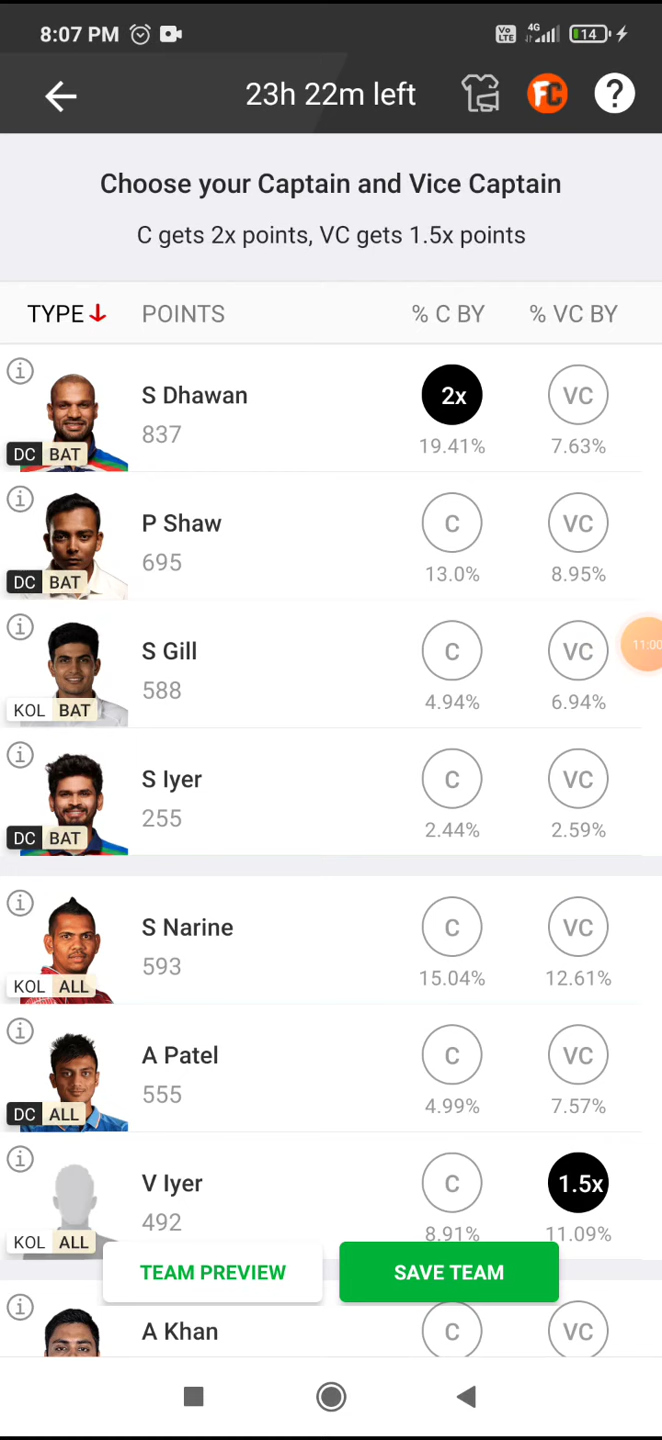 8:07 PM Vo LTE 4G 14
23h 22m left FC ?
Choose your Captain and Vice Captain
C gets 2x points, VC gets 1.5x points
TYPE POINTS % C BY % VC BY
i S Dhawan 2x VC
837 19.41% 7.63%
DC BAT
i P Shaw C VC
695 13.0% 8.95%
DC BAT
i S Gill C VC 11:00
588 4.94% 6.94%
KOL BAT
i S Iyer C VC
255 2.44% 2.59%
DC BAT
i S Narine C VC
593 15.04% 12.61%
KOL ALL
i A Patel C VC
555 4.99% 7.57%
DC ALL
i V Iyer C 1.5x
492 8.91% 11.09%
KOL ALL
TEAM PREVIEW SAVE TEAM
i A Khan C VC